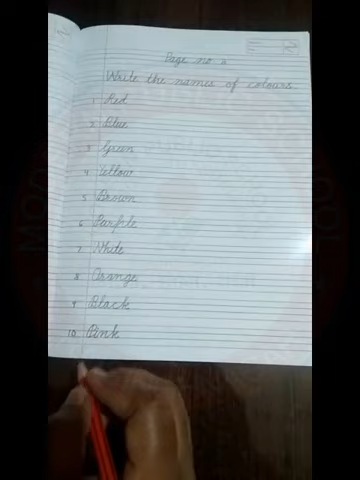 Page no 2
Write the names of colours.
1 Red
2 Blue
3 Green
4 Yellow
5 Brown
6 Parple
7 White
8 Orange
9 Black
10 Pink